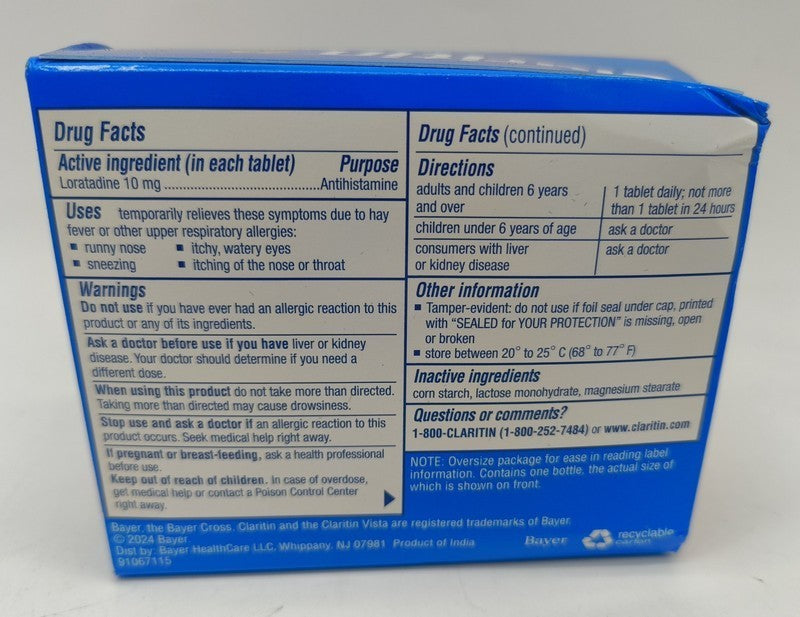 Drug Facts
Active ingredient (in each tablet) Purpose
Loratadine 10 mg ............................................Antihistamine
Uses temporarily relieves these symptoms due to hay
fever or other upper respiratory allergies:
■ runny nose ■ itchy, watery eyes
■ sneezing ■ itching of the nose or throat
Warnings
Do not use if you have ever had an allergic reaction to this
product or any of its ingredients.
Ask a doctor before use if you have liver or kidney
disease. Your doctor should determine if you need a
different dose.
When using this product do not take more than directed.
Taking more than directed may cause drowsiness.
Stop use and ask a doctor if an allergic reaction to this
product occurs. Seek medical help right away.
If pregnant or breast-feeding, ask a health professional
before use.
Keep out of reach of children. In case of overdose,
get medical help or contact a Poison Control Center
right away.
Drug Facts (continued)
Directions
adults and children 6 years
and over
1 tablet daily; not more
than 1 tablet in 24 hours
children under 6 years of age ask a doctor
consumers with liver
or kidney disease
ask a doctor
Other information
■ Tamper-evident: do not use if foil seal under cap, printed
with “SEALED for YOUR PROTECTION” is missing, open
or broken
■ store between 20° to 25° C (68° to 77° F)
Inactive ingredients
corn starch, lactose monohydrate, magnesium stearate
Questions or comments?
1-800-CLARITIN (1-800-252-7484) or www.claritin.com
NOTE: Oversize package for ease in reading label
information. Contains one bottle, the actual size of
which is shown on front.
Bayer, the Bayer Cross, Claritin and the Claritin Vista are registered trademarks of Bayer.
© 2024 Bayer
Dist by: Bayer HealthCare LLC, Whippany, NJ 07981 Product of India
91067115
Bayer
recyclable
carton